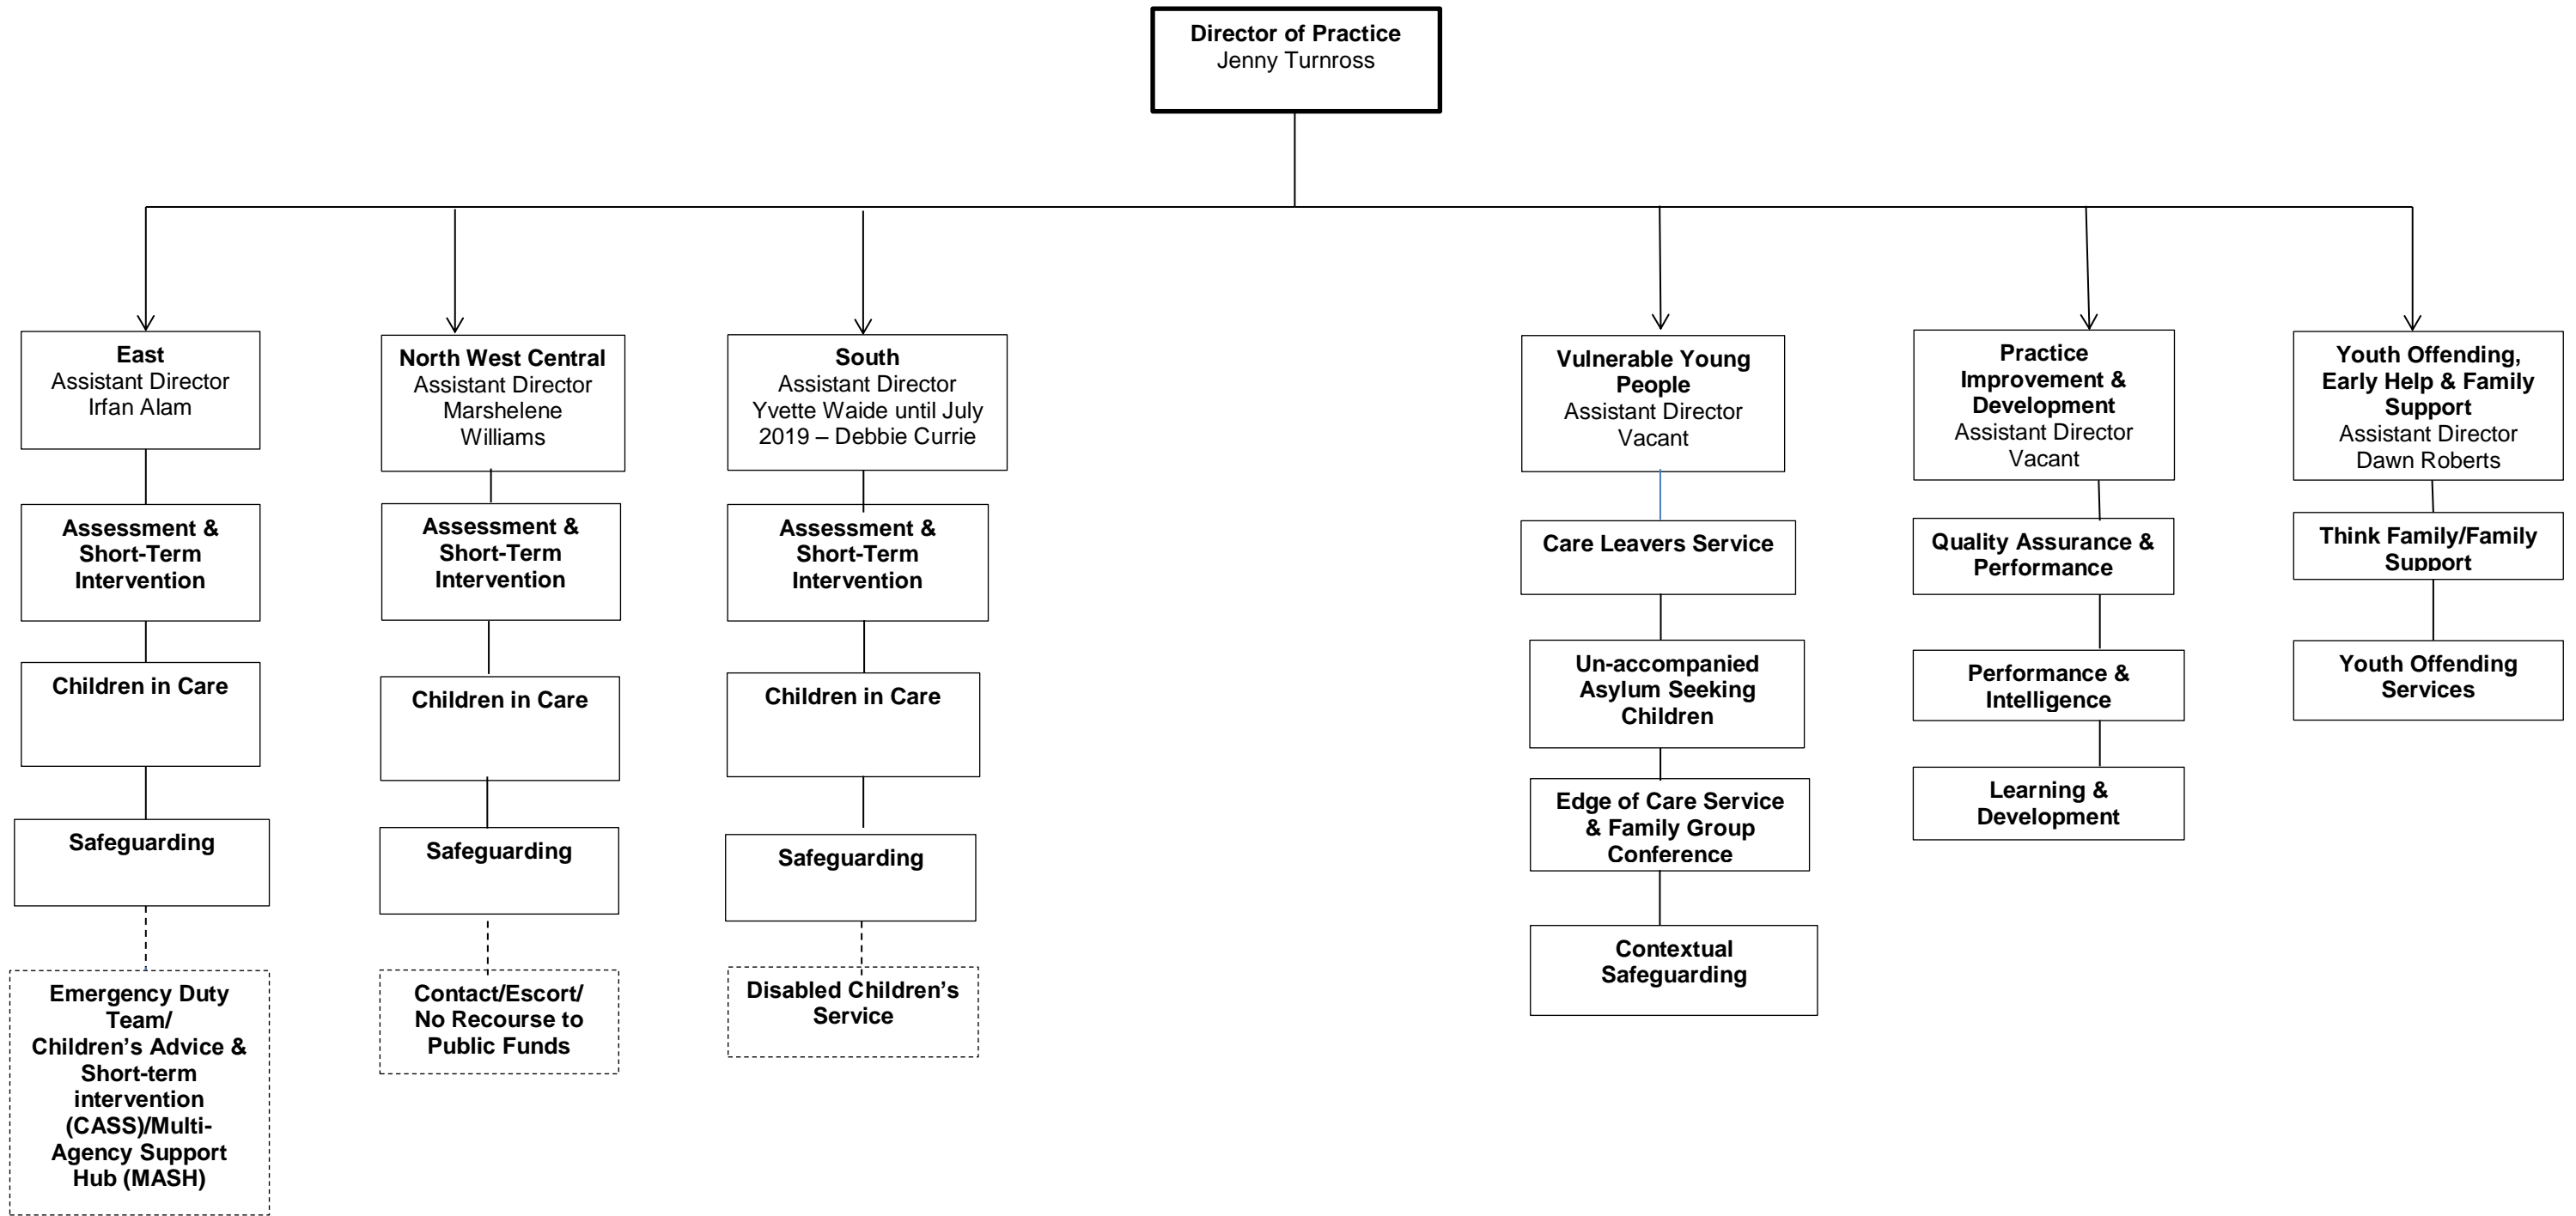 Director of Practice
Jenny Turnross
East
Assistant Director
Irfan Alam
North West Central
Assistant Director
Marshelene
Williams
South
Assistant Director
Yvette Waide until July
2019 – Debbie Currie
Vulnerable Young
People
Assistant Director
Vacant
Practice
Improvement &
Development
Assistant Director
Vacant
Youth Offending,
Early Help & Family
Support
Assistant Director
Dawn Roberts
Assessment &
Short-Term
Intervention
Assessment &
Short-Term
Intervention
Assessment &
Short-Term
Intervention
Care Leavers Service
Quality Assurance &
Performance
Think Family/Family
Support
Children in Care
Children in Care
Children in Care
Un-accompanied
Asylum Seeking
Children
Performance &
Intelligence
Youth Offending
Services
Safeguarding
Safeguarding
Safeguarding
Edge of Care Service
& Family Group
Conference
Learning &
Development
Emergency Duty
Team/
Children’s Advice &
Short-term
intervention
(CASS)/Multi-
Agency Support
Hub (MASH)
Contact/Escort/
No Recourse to
Public Funds
Disabled Children’s
Service
Contextual
Safeguarding